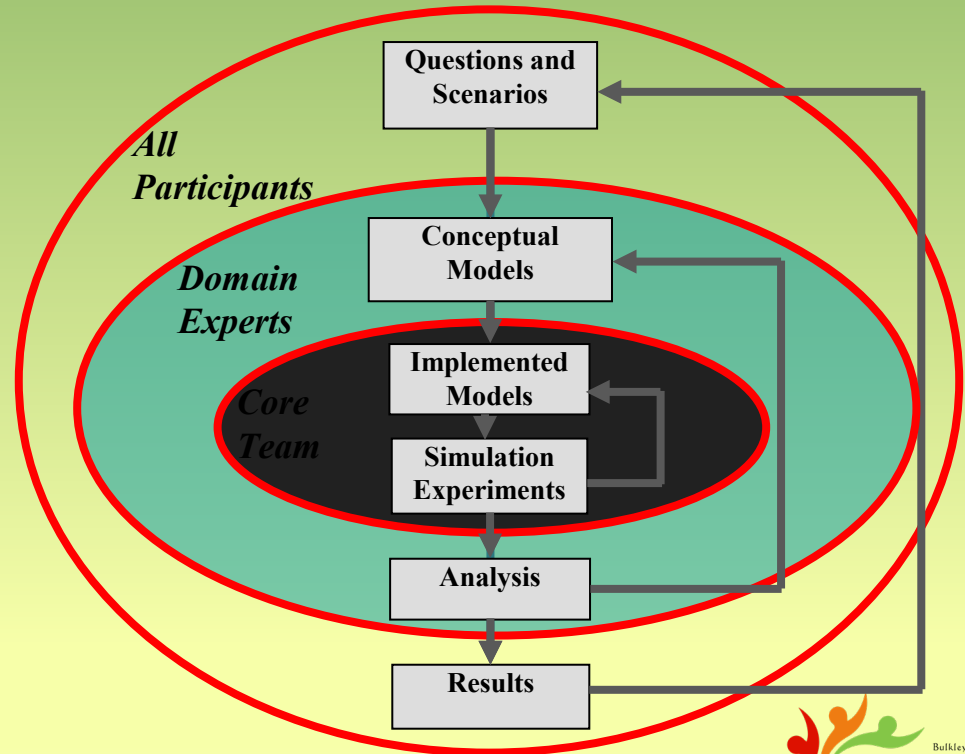 Questions and
Scenarios
All
Participants
Conceptual
Models
Domain
Experts
Implemented
Models
Core
Team
Simulation
Experiments
Analysis
Results
Bulkley